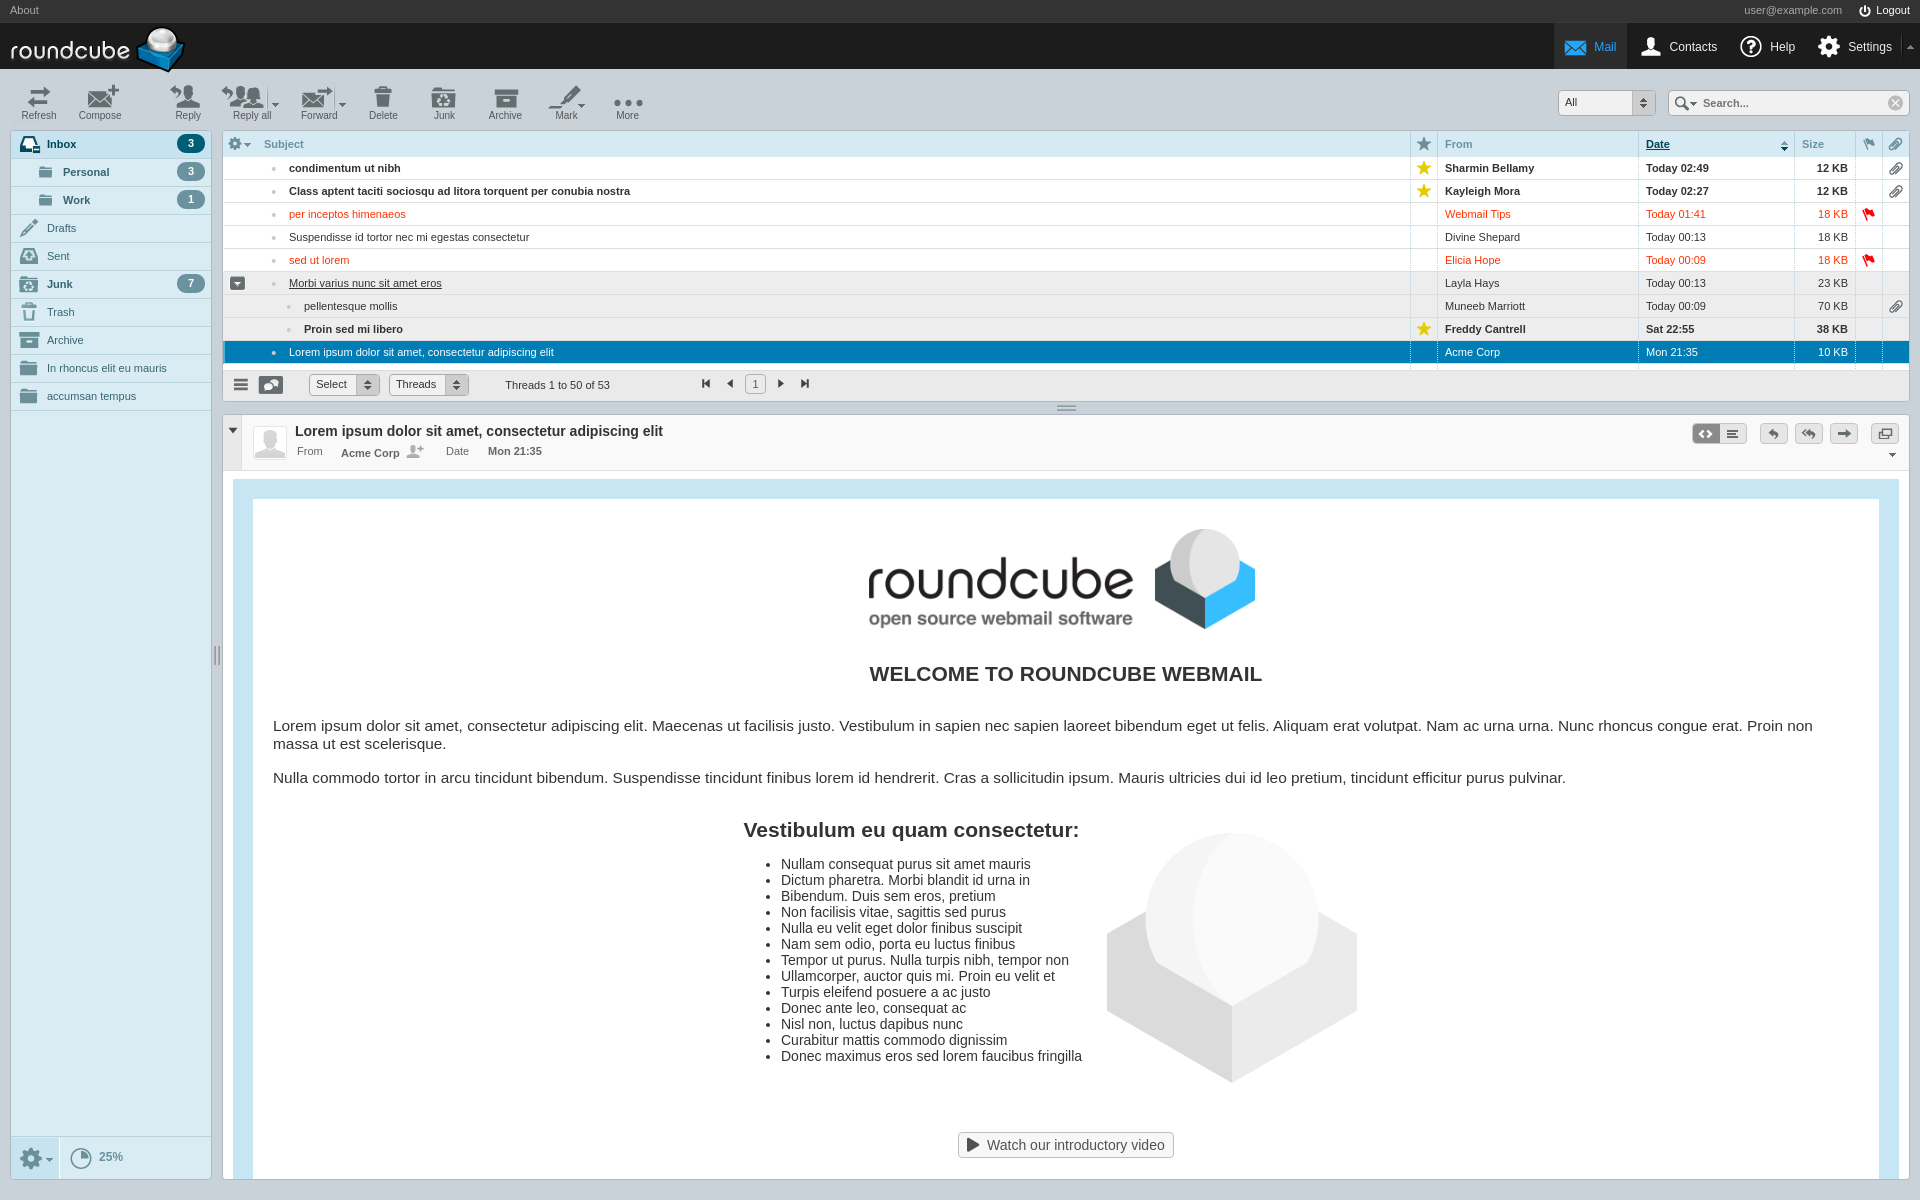 About
user@example.com Logout
roundcube
Mail Contacts Help Settings
Refresh Compose Reply Reply all Forward Delete Junk Archive Mark More
All Search...
Inbox 3
Personal 3
Work 1
Drafts
Sent
Junk 7
Trash
Archive
In rhoncus elit eu mauris
accumsan tempus
25%
Subject From Date Size
condimentum ut nibh Sharmin Bellamy Today 02:49 12 KB
Class aptent taciti sociosqu ad litora torquent per conubia nostra Kayleigh Mora Today 02:27 12 KB
per inceptos himenaeos Webmail Tips Today 01:41 18 KB
Suspendisse id tortor nec mi egestas consectetur Divine Shepard Today 00:13 18 KB
sed ut lorem Elicia Hope Today 00:09 18 KB
Morbi varius nunc sit amet eros Layla Hays Today 00:13 23 KB
pellentesque mollis Muneeb Marriott Today 00:09 70 KB
Proin sed mi libero Freddy Cantrell Sat 22:55 38 KB
Lorem ipsum dolor sit amet, consectetur adipiscing elit Acme Corp Mon 21:35 10 KB
Select Threads Threads 1 to 50 of 53 1
Lorem ipsum dolor sit amet, consectetur adipiscing elit
From Acme Corp Date Mon 21:35
roundcube
open source webmail software
WELCOME TO ROUNDCUBE WEBMAIL
Lorem ipsum dolor sit amet, consectetur adipiscing elit. Maecenas ut facilisis justo. Vestibulum in sapien nec sapien laoreet bibendum eget ut felis. Aliquam erat volutpat. Nam ac urna urna. Nunc rhoncus congue erat. Proin non
massa ut est scelerisque.
Nulla commodo tortor in arcu tincidunt bibendum. Suspendisse tincidunt finibus lorem id hendrerit. Cras a sollicitudin ipsum. Mauris ultricies dui id leo pretium, tincidunt efficitur purus pulvinar.
Vestibulum eu quam consectetur:
• Nullam consequat purus sit amet mauris
• Dictum pharetra. Morbi blandit id urna in
• Bibendum. Duis sem eros, pretium
• Non facilisis vitae, sagittis sed purus
• Nulla eu velit eget dolor finibus suscipit
• Nam sem odio, porta eu luctus finibus
• Tempor ut purus. Nulla turpis nibh, tempor non
• Ullamcorper, auctor quis mi. Proin eu velit et
• Turpis eleifend posuere a ac justo
• Donec ante leo, consequat ac
• Nisl non, luctus dapibus nunc
• Curabitur mattis commodo dignissim
• Donec maximus eros sed lorem faucibus fringilla
Watch our introductory video